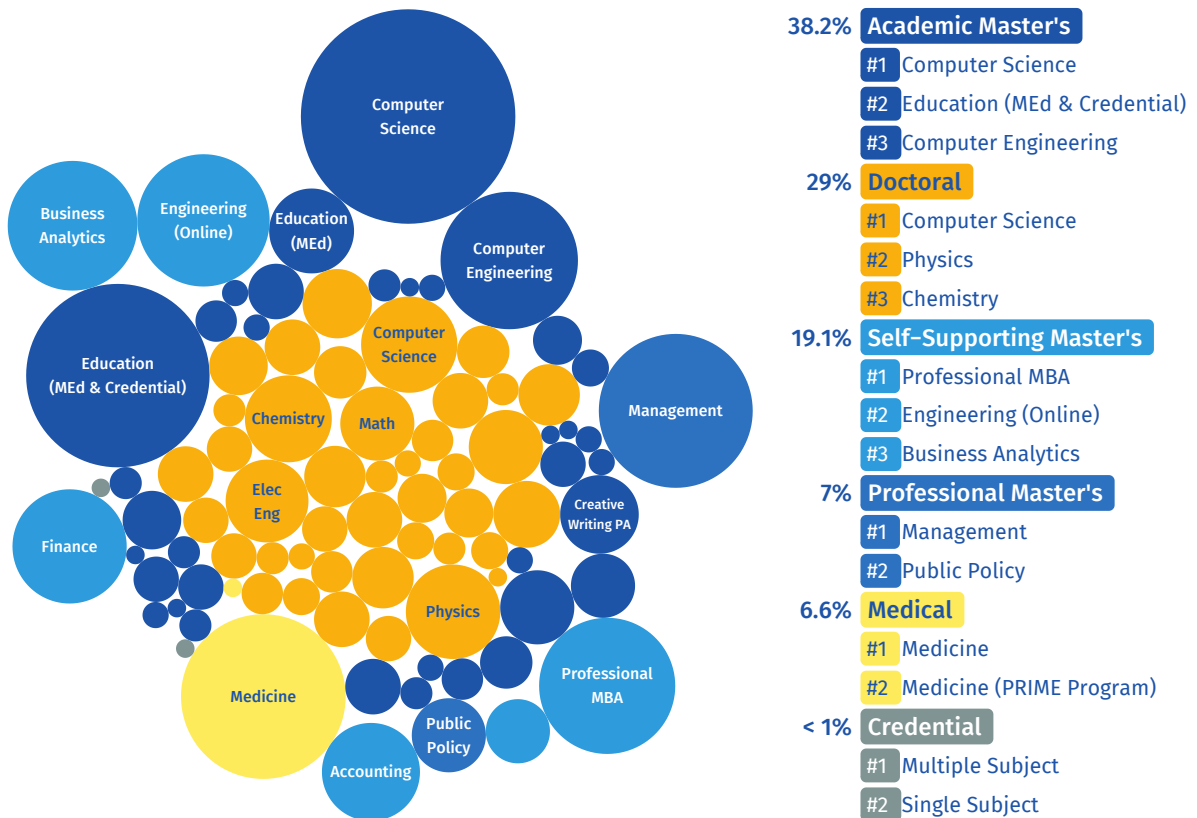 Computer
Science
Business
Analytics
Engineering
(Online)
Education
(MEd)
Computer
Engineering
Education
(MEd & Credential)
Computer
Science
Management
Chemistry
Math
Elec
Eng
Creative
Writing PA
Finance
Physics
Medicine
Professional
MBA
Public
Policy
Accounting
38.2% Academic Master's
#1 Computer Science
#2 Education (MEd & Credential)
#3 Computer Engineering
29% Doctoral
#1 Computer Science
#2 Physics
#3 Chemistry
19.1% Self-Supporting Master's
#1 Professional MBA
#2 Engineering (Online)
#3 Business Analytics
7% Professional Master's
#1 Management
#2 Public Policy
6.6% Medical
#1 Medicine
#2 Medicine (PRIME Program)
< 1% Credential
#1 Multiple Subject
#2 Single Subject